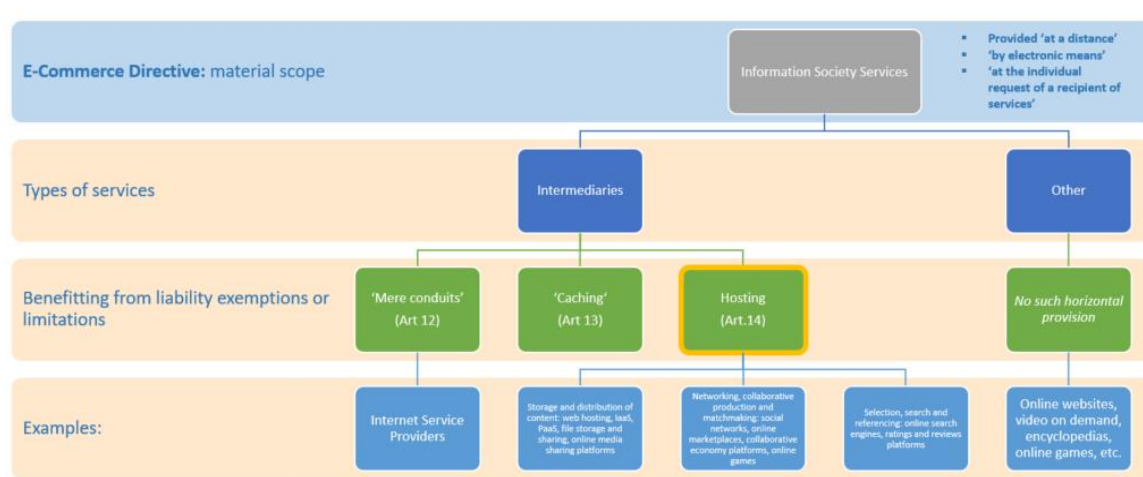 E-Commerce Directive: material scope
Information Society Services
▪ Provided ‘at a distance’
▪ ‘by electronic means’
▪ ‘at the individual
request of a recipient of
services’
Types of services
Intermediaries
Other
Benefitting from liability exemptions or
limitations
‘Mere conduits’
(Art 12)
‘Caching’
(Art 13)
Hosting
(Art.14)
No such horizontal
provision
Examples:
Internet Service
Providers
Storage and distribution of
content: web hosting, IaaS,
PaaS, file storage and
sharing, online media
sharing platforms
Networking, collaborative
production and
matchmaking: social
networks, online
marketplaces, collaborative
economy platforms, online
games
Selection, search and
referencing: online search
engines, ratings and reviews
platforms
Online websites,
video on demand,
encyclopedias,
online games, etc.